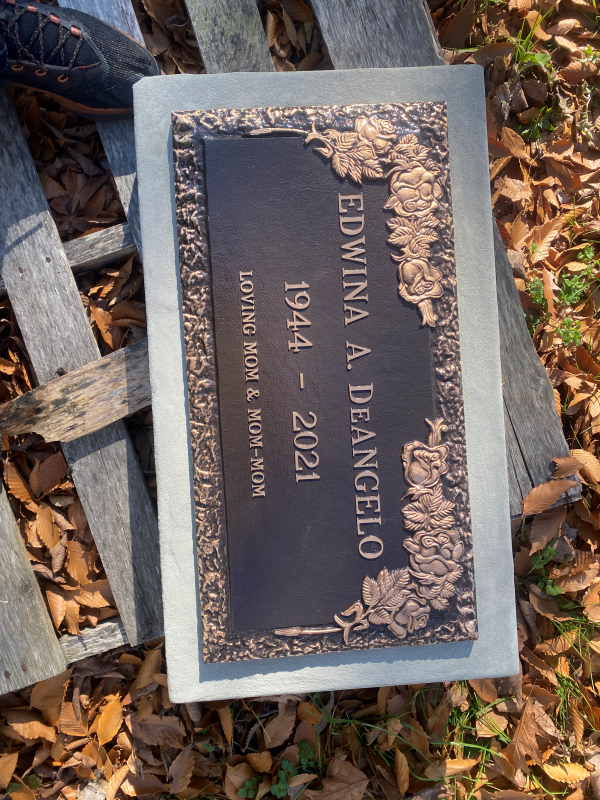 EDWINA A. DEANGELO
1944 – 2021
LOVING MOM & MOM-MOM